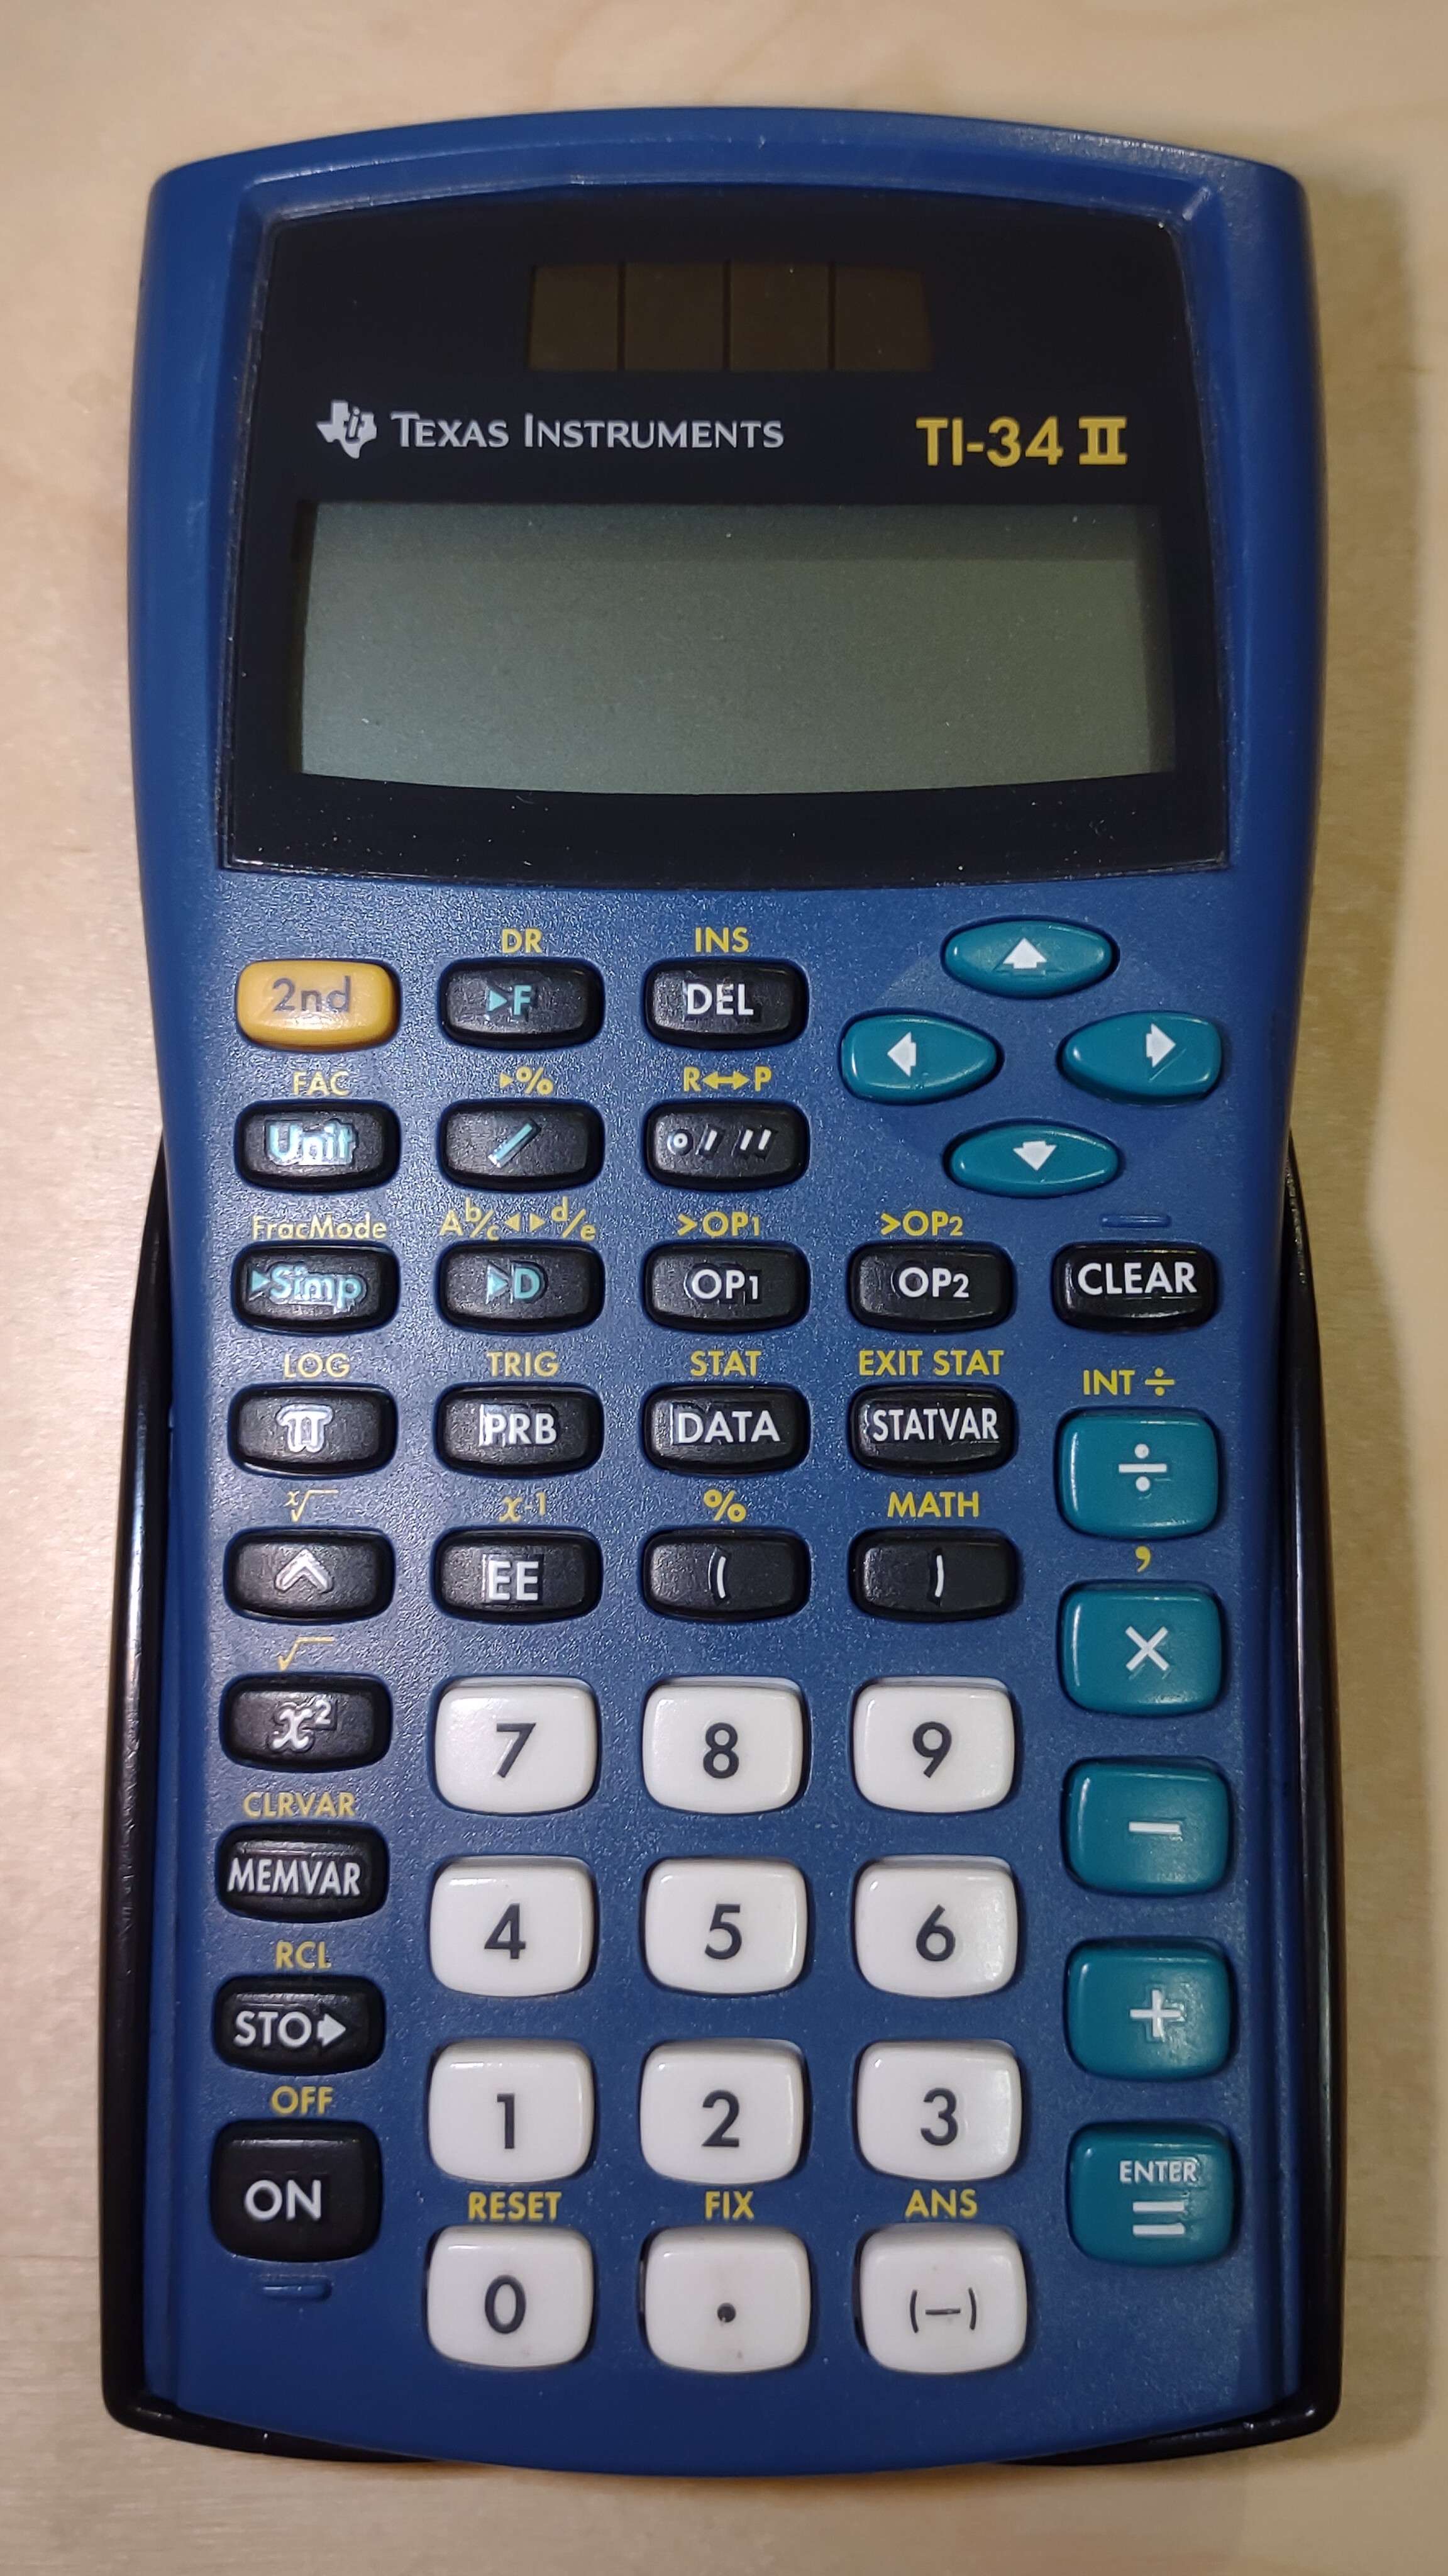 TEXAS INSTRUMENTS TI-34 II
DR INS
2nd ▸F DEL
FAC ▸% R↔P
Unit / ° ' "
FracMode Ab/c◂▸d/e >OP1 >OP2
▸Simp ▸D OP1 OP2 CLEAR
LOG TRIG STAT EXIT STAT INT ÷
π PRB DATA STATVAR ÷
ˣ√ x-1 % MATH ,
^ EE ( ) ×
√
x² 7 8 9 −
CLRVAR
MEMVAR 4 5 6
RCL
STO➧ 1 2 3 +
OFF
ON ENTER =
RESET FIX ANS
0 . (−)